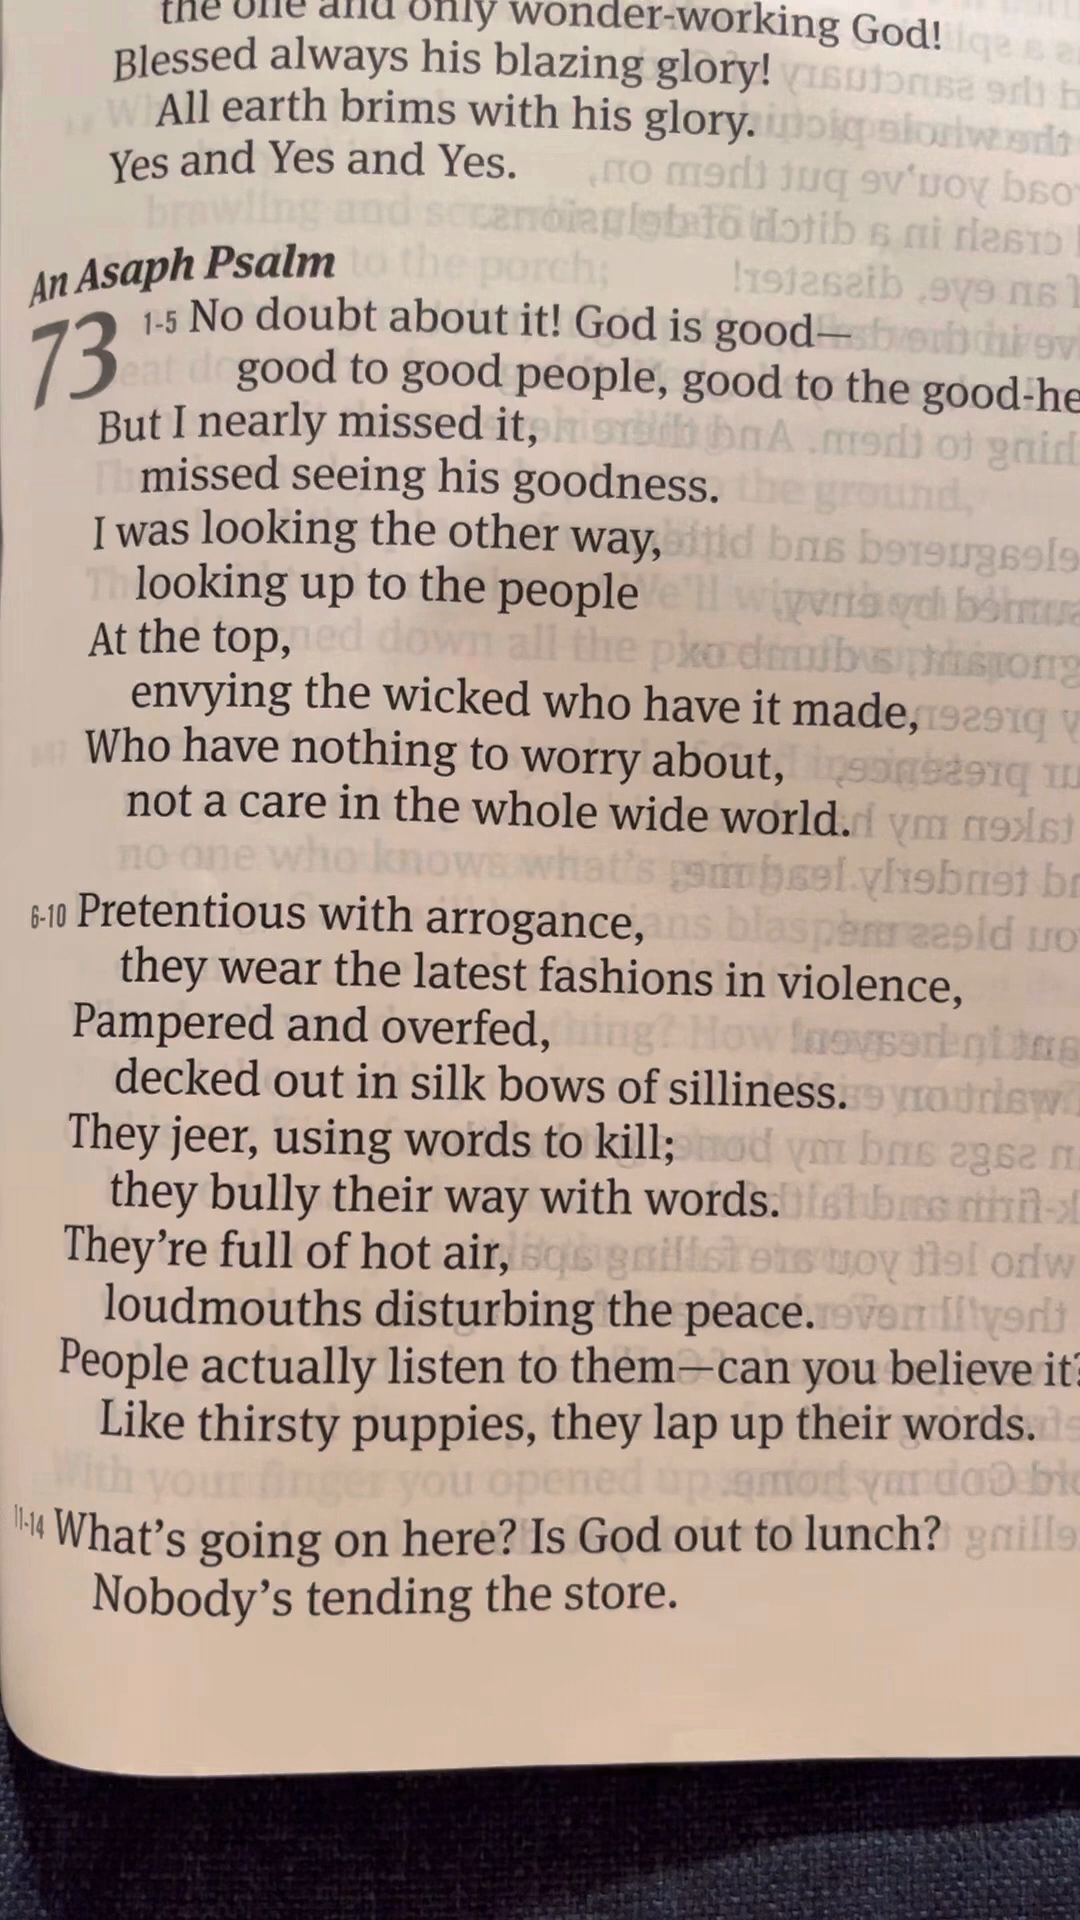 the one and only wonder-working God!
Blessed always his blazing glory!
All earth brims with his glory.
Yes and Yes and Yes.
An Asaph Psalm
73 1-5 No doubt about it! God is good—
good to good people, good to the good-he
But I nearly missed it,
missed seeing his goodness.
I was looking the other way,
looking up to the people
At the top,
envying the wicked who have it made,
Who have nothing to worry about,
not a care in the whole wide world.
6-10 Pretentious with arrogance,
they wear the latest fashions in violence,
Pampered and overfed,
decked out in silk bows of silliness.
They jeer, using words to kill;
they bully their way with words.
They’re full of hot air,
loudmouths disturbing the peace.
People actually listen to them—can you believe it?
Like thirsty puppies, they lap up their words.
11-14 What’s going on here? Is God out to lunch?
Nobody’s tending the store.